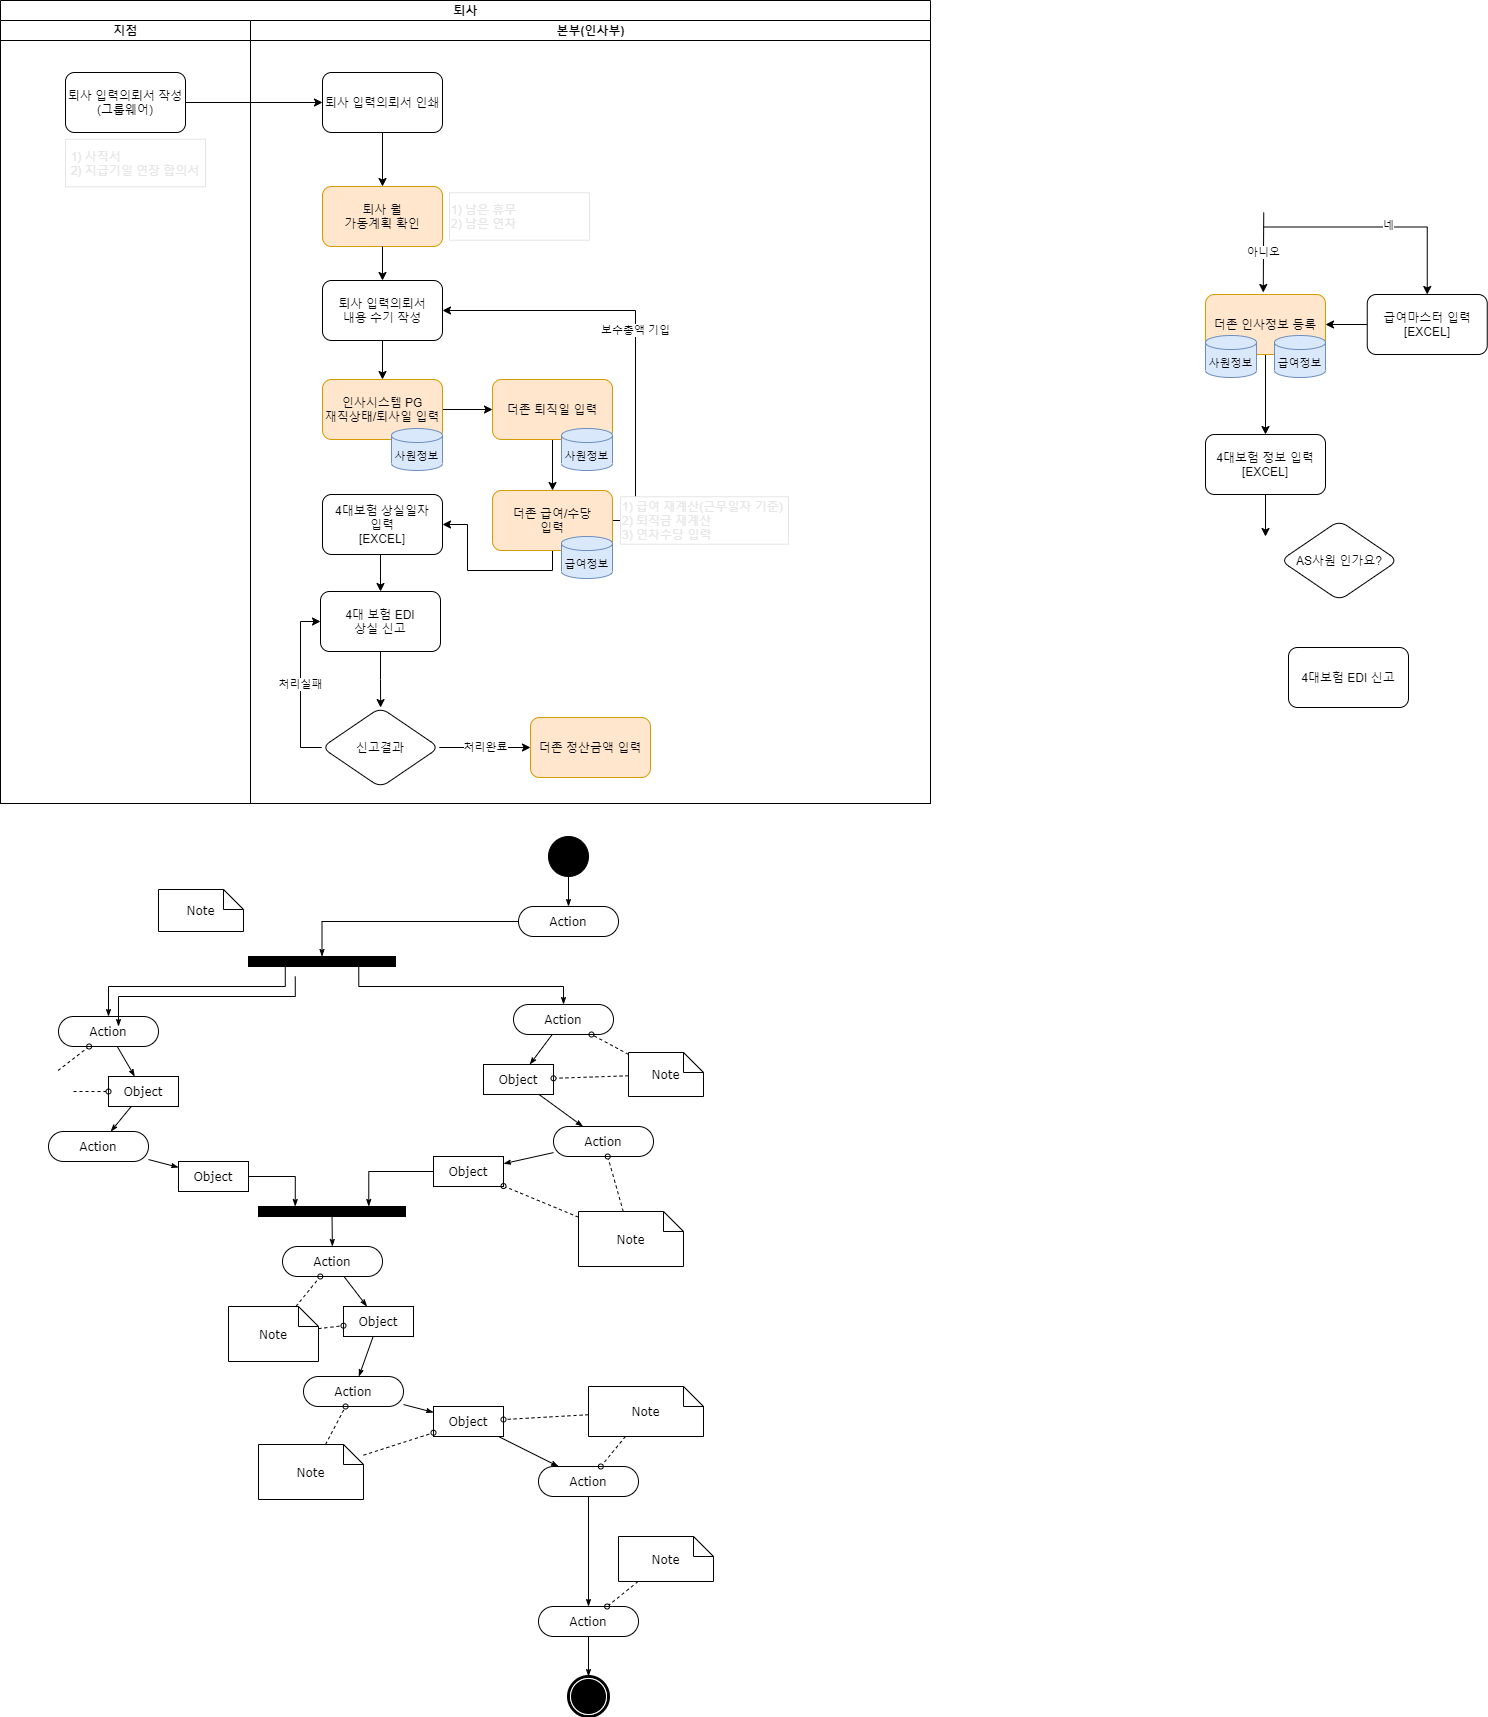 퇴사
지점
본부(인사부)
퇴사 입력의뢰서 작성
(그룹웨어)
1) 사직서
2) 지급기일 연장 합의서
퇴사 입력의뢰서 인쇄
퇴사 월
가동계획 확인
1) 남은 휴무
2) 남은 연차
퇴사 입력의뢰서
내용 수기 작성
보수총액 기입
인사시스템 PG
재직상태/퇴사일 입력
사원정보
더존 퇴직일 입력
사원정보
더존 급여/수당
입력
급여정보
1) 급여 재계산(근무일자 기준)
2) 퇴직금 재계산
3) 연차수당 입력
4대보험 상실일자
입력
[EXCEL]
4대 보험 EDI
상실 신고
처리실패
신고결과
처리완료
더존 정산금액 입력
네
아니오
더존 인사정보 등록
사원정보
급여정보
급여마스터 입력
[EXCEL]
4대보험 정보 입력
[EXCEL]
AS사원 인가요?
4대보험 EDI 신고
Note
Action
Action
Action
Object
Object
Note
Action
Action
Object
Object
Note
Action
Note
Object
Action
Object
Note
Note
Action
Note
Action